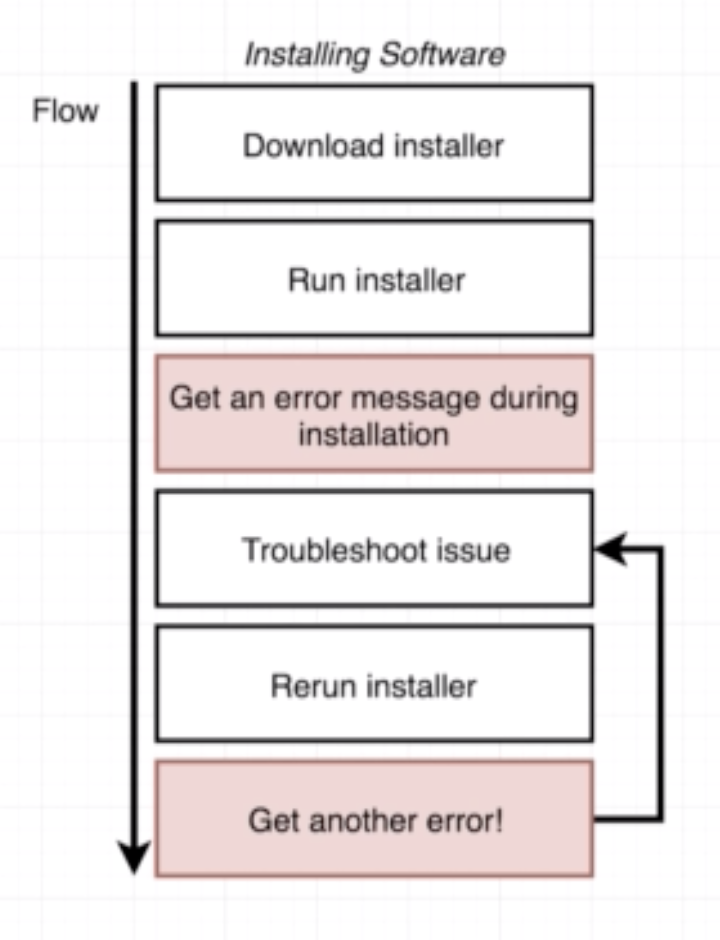 Installing Software
Flow
Download installer
Run installer
Get an error message during
installation
Troubleshoot issue
Rerun installer
Get another error!